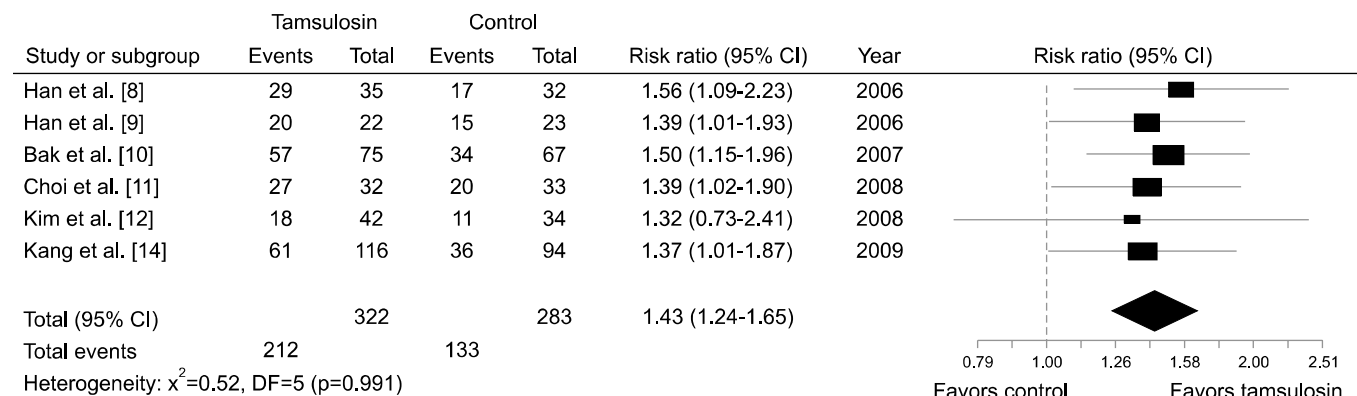 Tamsulosin Control
Study or subgroup Events Total Events Total Risk ratio (95% CI) Year Risk ratio (95% CI)
Han et al. [8] 29 35 17 32 1.56 (1.09-2.23) 2006
Han et al. [9] 20 22 15 23 1.39 (1.01-1.93) 2006
Bak et al. [10] 57 75 34 67 1.50 (1.15-1.96) 2007
Choi et al. [11] 27 32 20 33 1.39 (1.02-1.90) 2008
Kim et al. [12] 18 42 11 34 1.32 (0.73-2.41) 2008
Kang et al. [14] 61 116 36 94 1.37 (1.01-1.87) 2009
Total (95% CI) 322 283 1.43 (1.24-1.65)
Total events 212 133
0.79 1.00 1.26 1.58 2.00 2.51
Heterogeneity: x²=0.52, DF=5 (p=0.991)
Favors control Favors tamsulosin